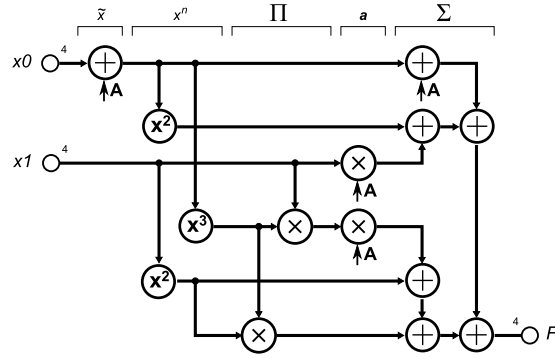 x̃ xⁿ Π a Σ
x0 4 + + 
A A
x² + +
x1 4 ×
A
x³ × ×
A
x² +
× + + 4 F